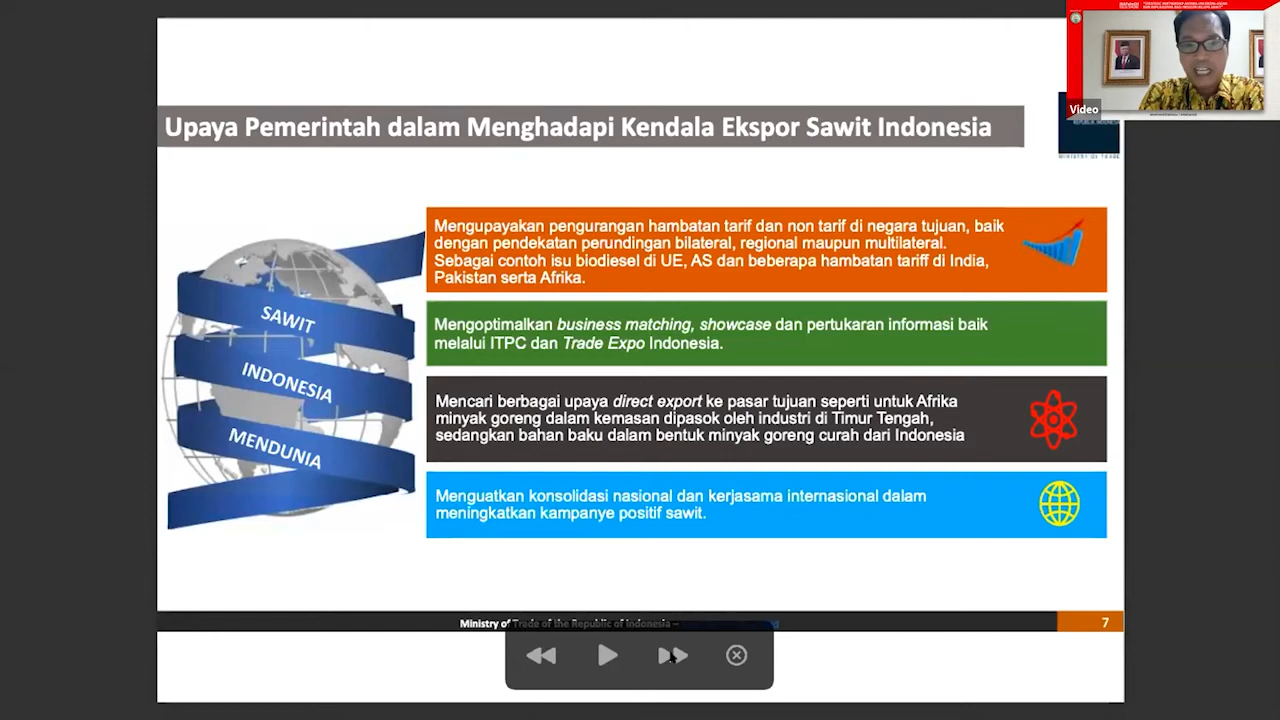 Video
Upaya Pemerintah dalam Menghadapi Kendala Ekspor Sawit Indonesia
MINISTRY OF TRADE
Mengupayakan pengurangan hambatan tarif dan non tarif di negara tujuan, baik
dengan pendekatan perundingan bilateral, regional maupun multilateral.
Sebagai contoh isu biodiesel di UE, AS dan beberapa hambatan tariff di India,
Pakistan serta Afrika.
SAWIT
INDONESIA
MENDUNIA
Mengoptimalkan business matching, showcase dan pertukaran informasi baik
melalui ITPC dan Trade Expo Indonesia.
Mencari berbagai upaya direct export ke pasar tujuan seperti untuk Afrika
minyak goreng dalam kemasan dipasok oleh industri di Timur Tengah,
sedangkan bahan baku dalam bentuk minyak goreng curah dari Indonesia
Menguatkan konsolidasi nasional dan kerjasama internasional dalam
meningkatkan kampanye positif sawit.
Ministry of Trade of the Republic of Indonesia –
7